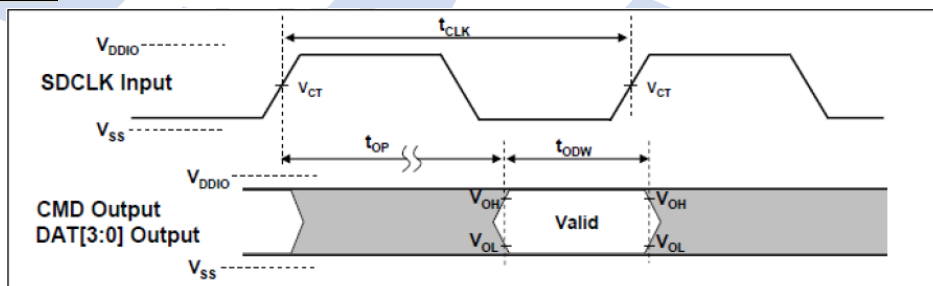 tCLK
VDDIO
SDCLK Input
VCT
VCT
VSS
tOP
tODW
VDDIO
CMD Output
DAT[3:0] Output
VOH
Valid
VOH
VOL
VOL
VSS